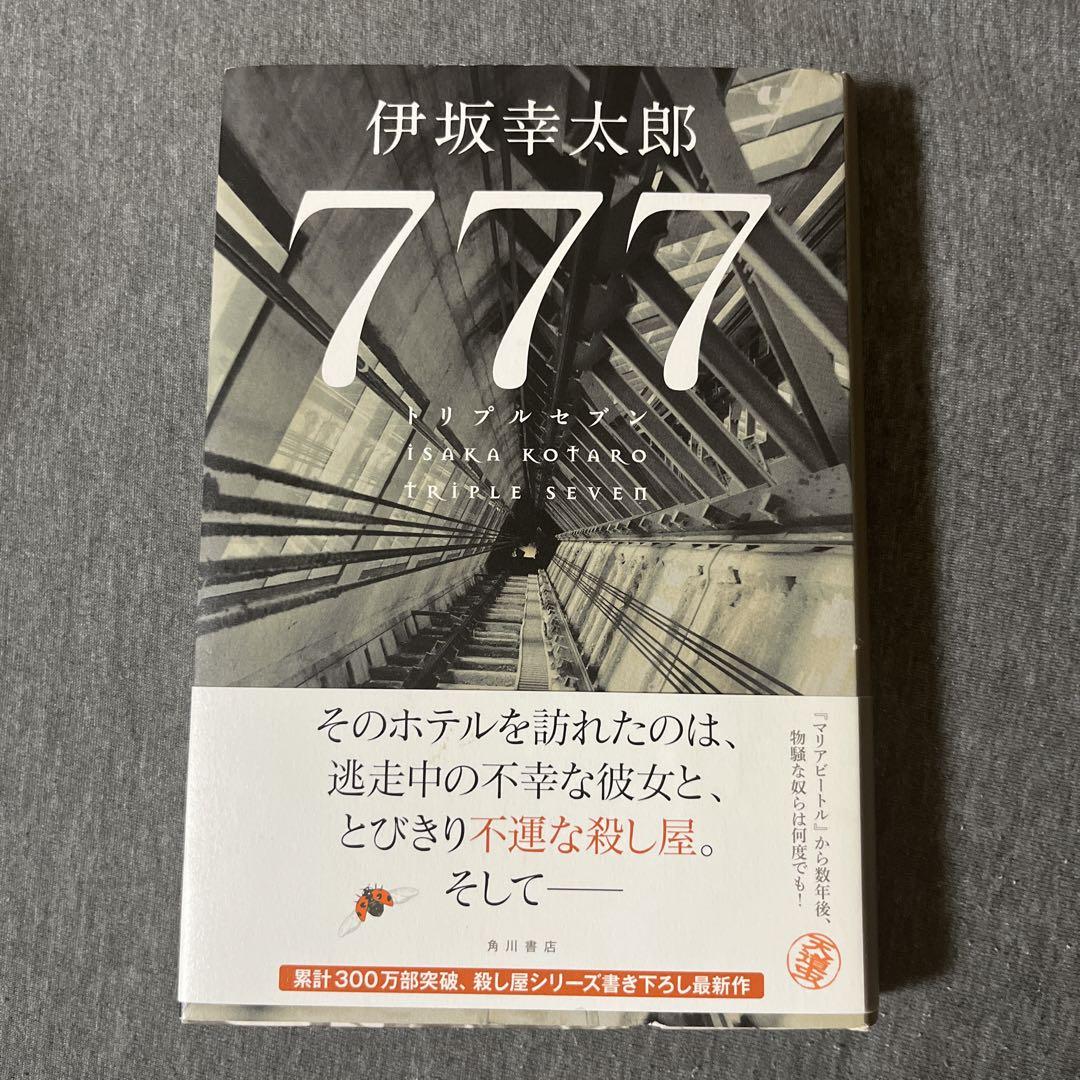 伊坂幸太郎
777
トリプルセブン
ISAKA KOTARO
TRIPLE SEVEN
そのホテルを訪れたのは、
逃走中の不幸な彼女と、
とびきり不運な殺し屋。
そして――
『マリアビートル』から数年後、
物騒な奴らは何度でも！
天道虫
角川書店
累計300万部突破、殺し屋シリーズ書き下ろし最新作